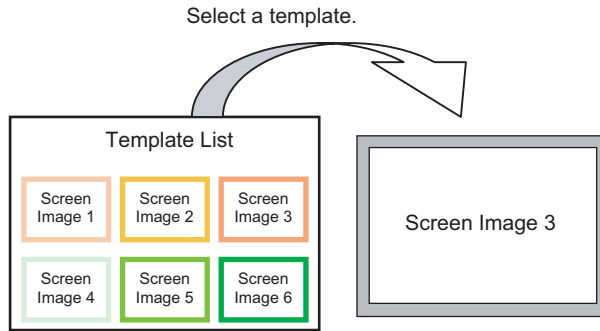 Select a template.
Template List
Screen
Image 1
Screen
Image 2
Screen
Image 3
Screen
Image 4
Screen
Image 5
Screen
Image 6
Screen Image 3